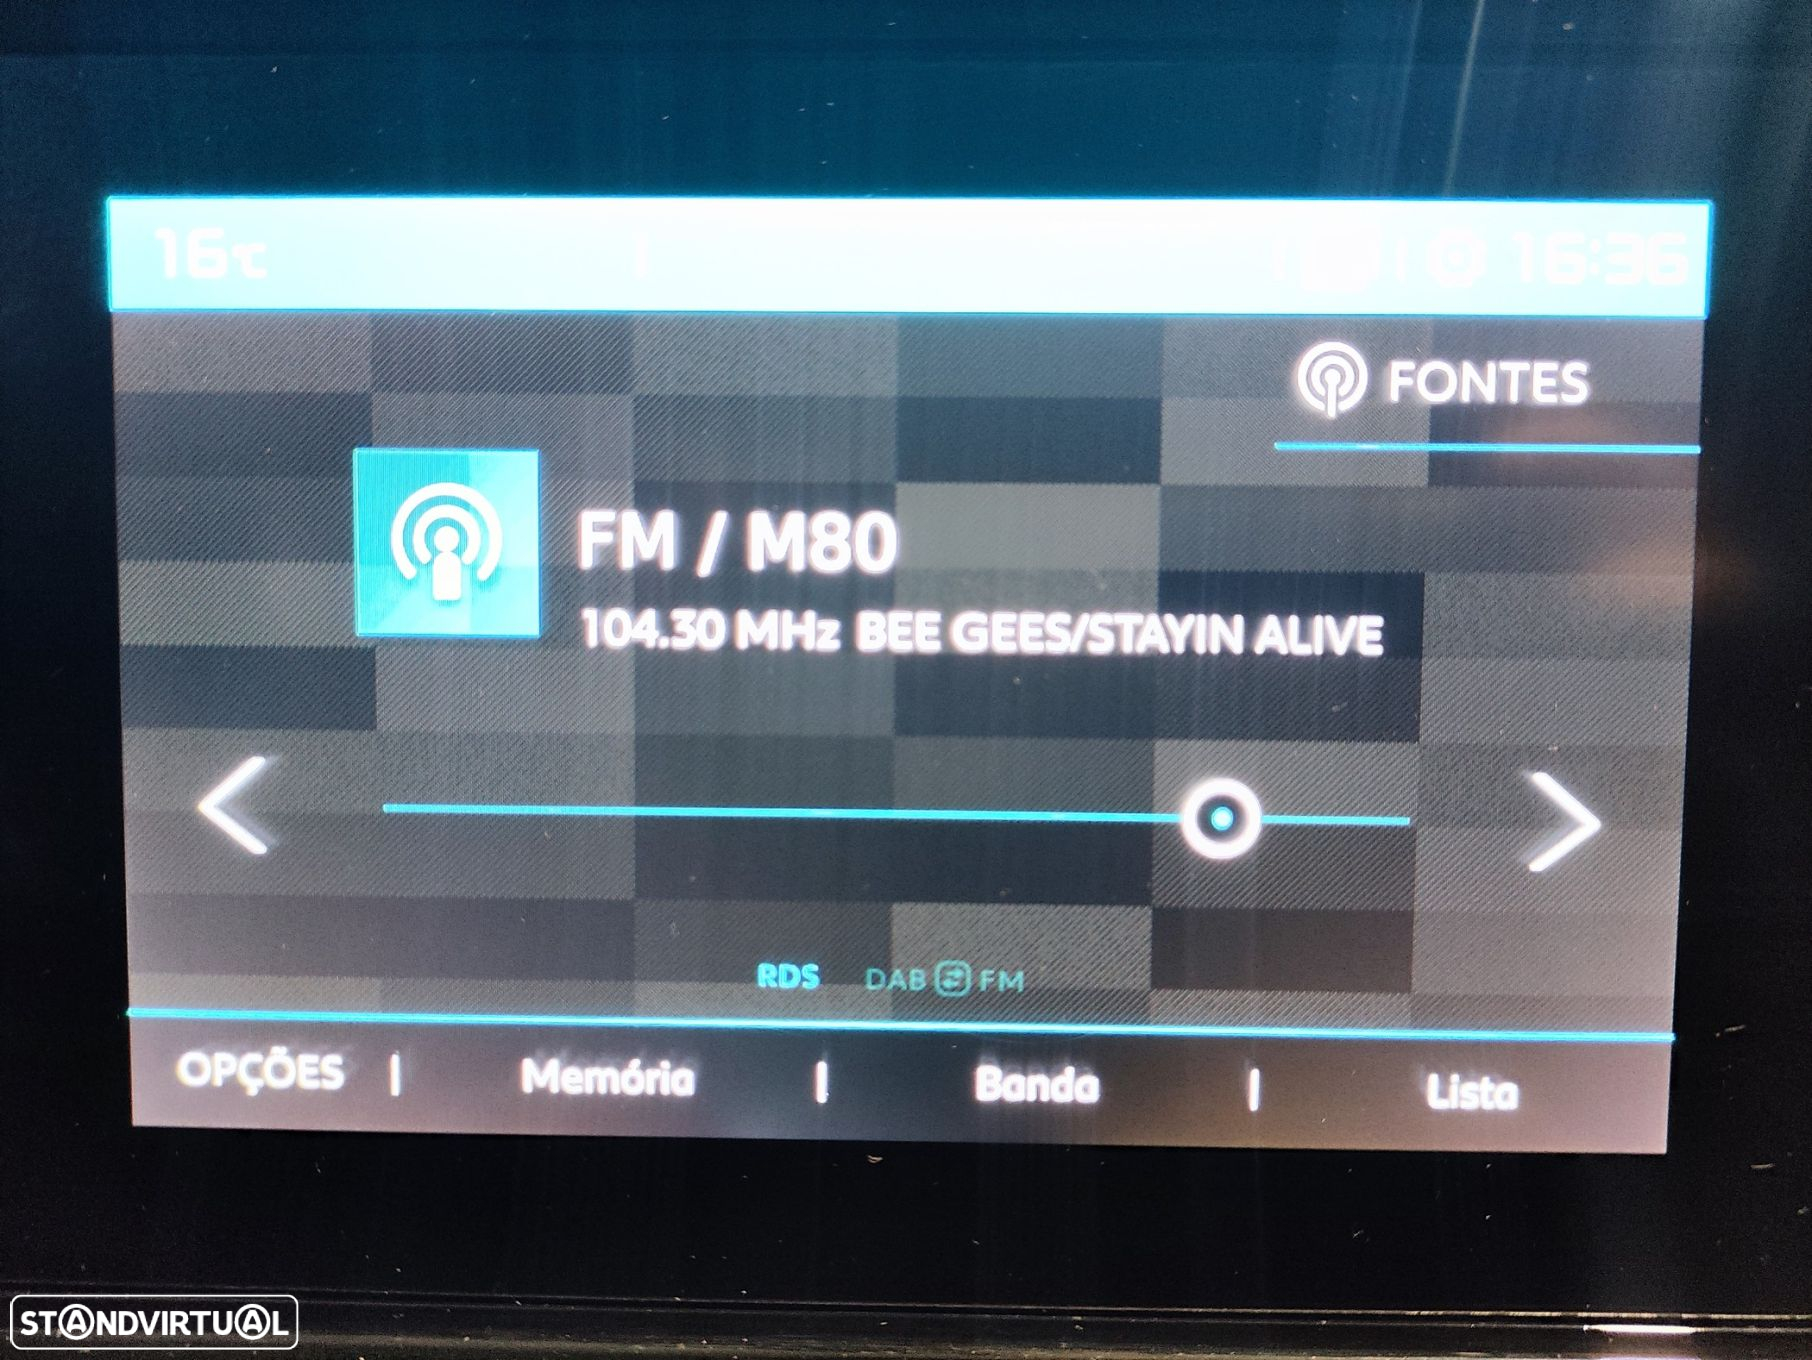 16°C 16:36
FONTES
FM / M80
104.30 MHz BEE GEES/STAYIN ALIVE
RDS DAB FM
OPÇÕES | Memória | Banda | Lista
STANDVIRTUAL